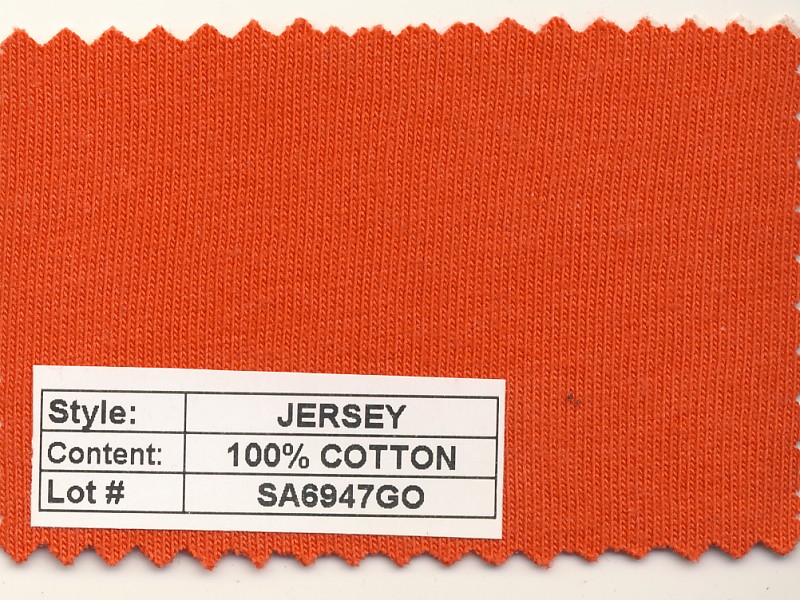 Style: JERSEY
Content: 100% COTTON
Lot # SA6947GO